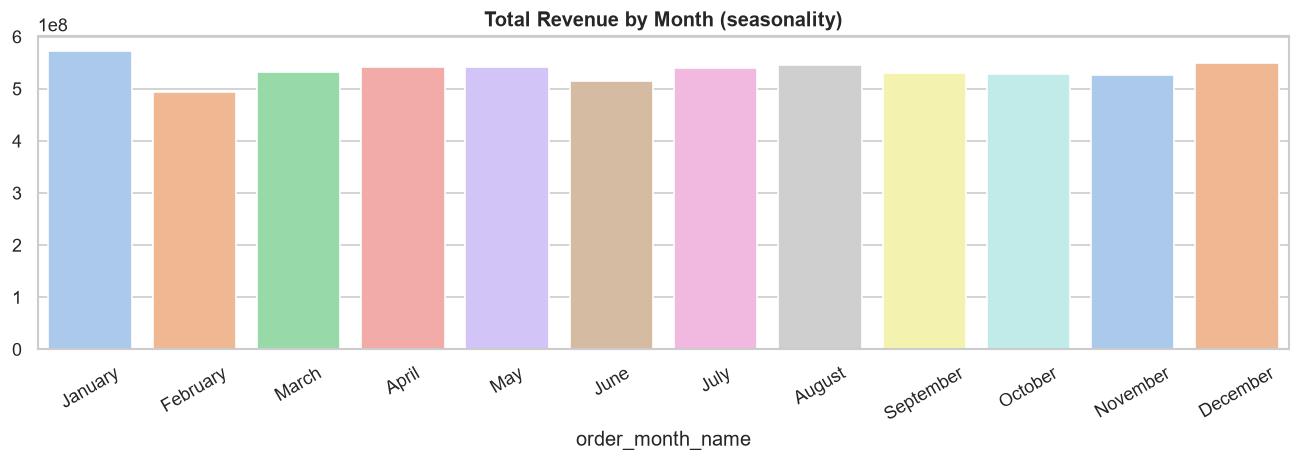 Total Revenue by Month (seasonality)
1e8
6
5
4
3
2
1
0
January February March April May June July August September October November December
order_month_name